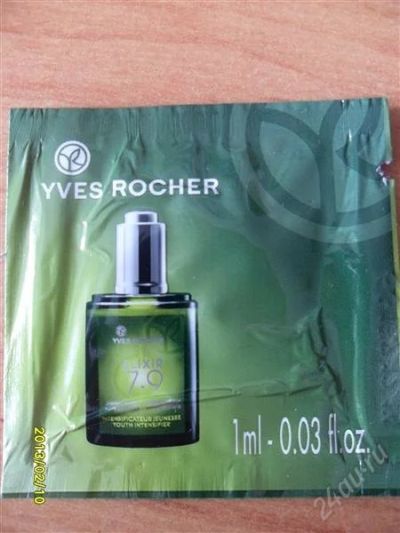 YVES ROCHER
YVES ROCHER
ELIXIR
7.9
INTENSIFICATEUR JEUNESSE
YOUTH INTENSIFIER
1ml - 0.03 fl.oz.
2013/02/10
24au.ru